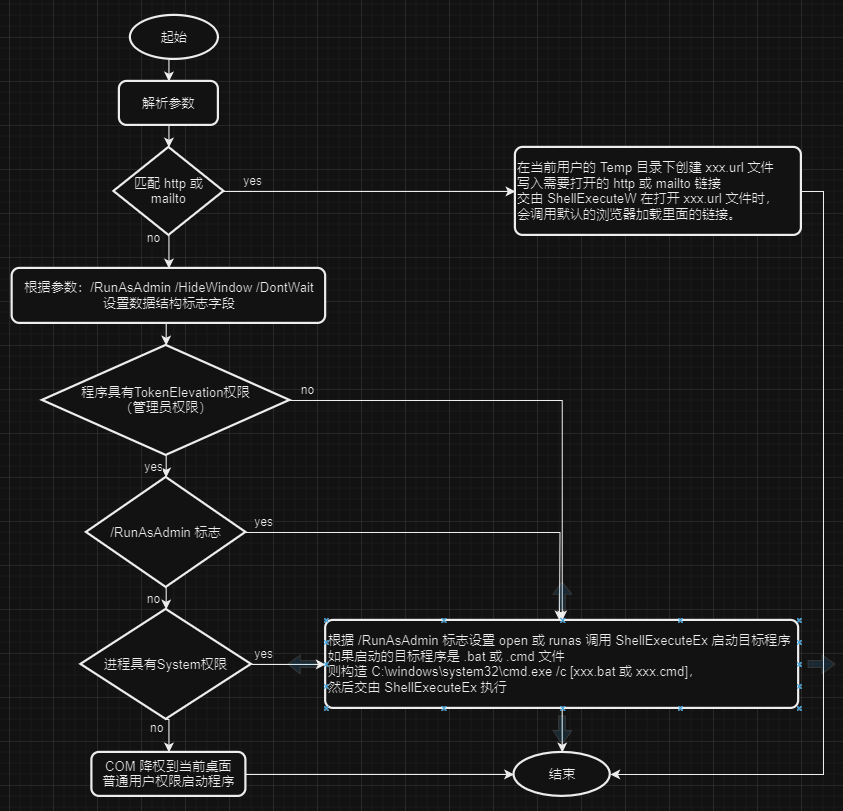 起始
解析参数
匹配 http 或
mailto
yes
在当前用户的 Temp 目录下创建 xxx.url 文件
写入需要打开的 http 或 mailto 链接
交由 ShellExecuteW 在打开 xxx.url 文件时，
会调用默认的浏览器加载里面的链接。
no
根据参数：/RunAsAdmin /HideWindow /DontWait
设置数据结构标志字段
程序具有TokenElevation权限
（管理员权限）
no
yes
/RunAsAdmin 标志
yes
no
进程具有System权限
yes
根据 /RunAsAdmin 标志设置 open 或 runas 调用 ShellExecuteEx 启动目标程序
如果启动的目标程序是 .bat 或 .cmd 文件
则构造 C:\windows\system32\cmd.exe /c [xxx.bat 或 xxx.cmd]，
然后交由 ShellExecuteEx 执行
no
COM 降权到当前桌面
普通用户权限启动程序
结束